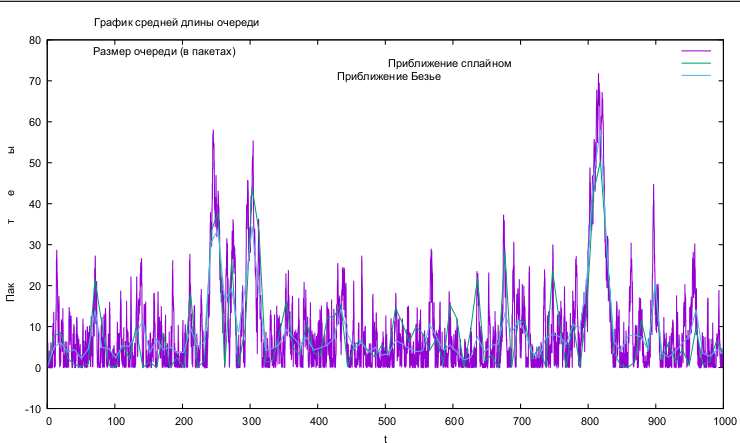 График средней длины очереди
80
Размер очереди (в пакетах)
Приближение сплайном
70
Приближение Безье
60
50
40
30
20
10
0
-10
Пак т е ы
0 100 200 300 400 500 600 700 800 900 1000
t